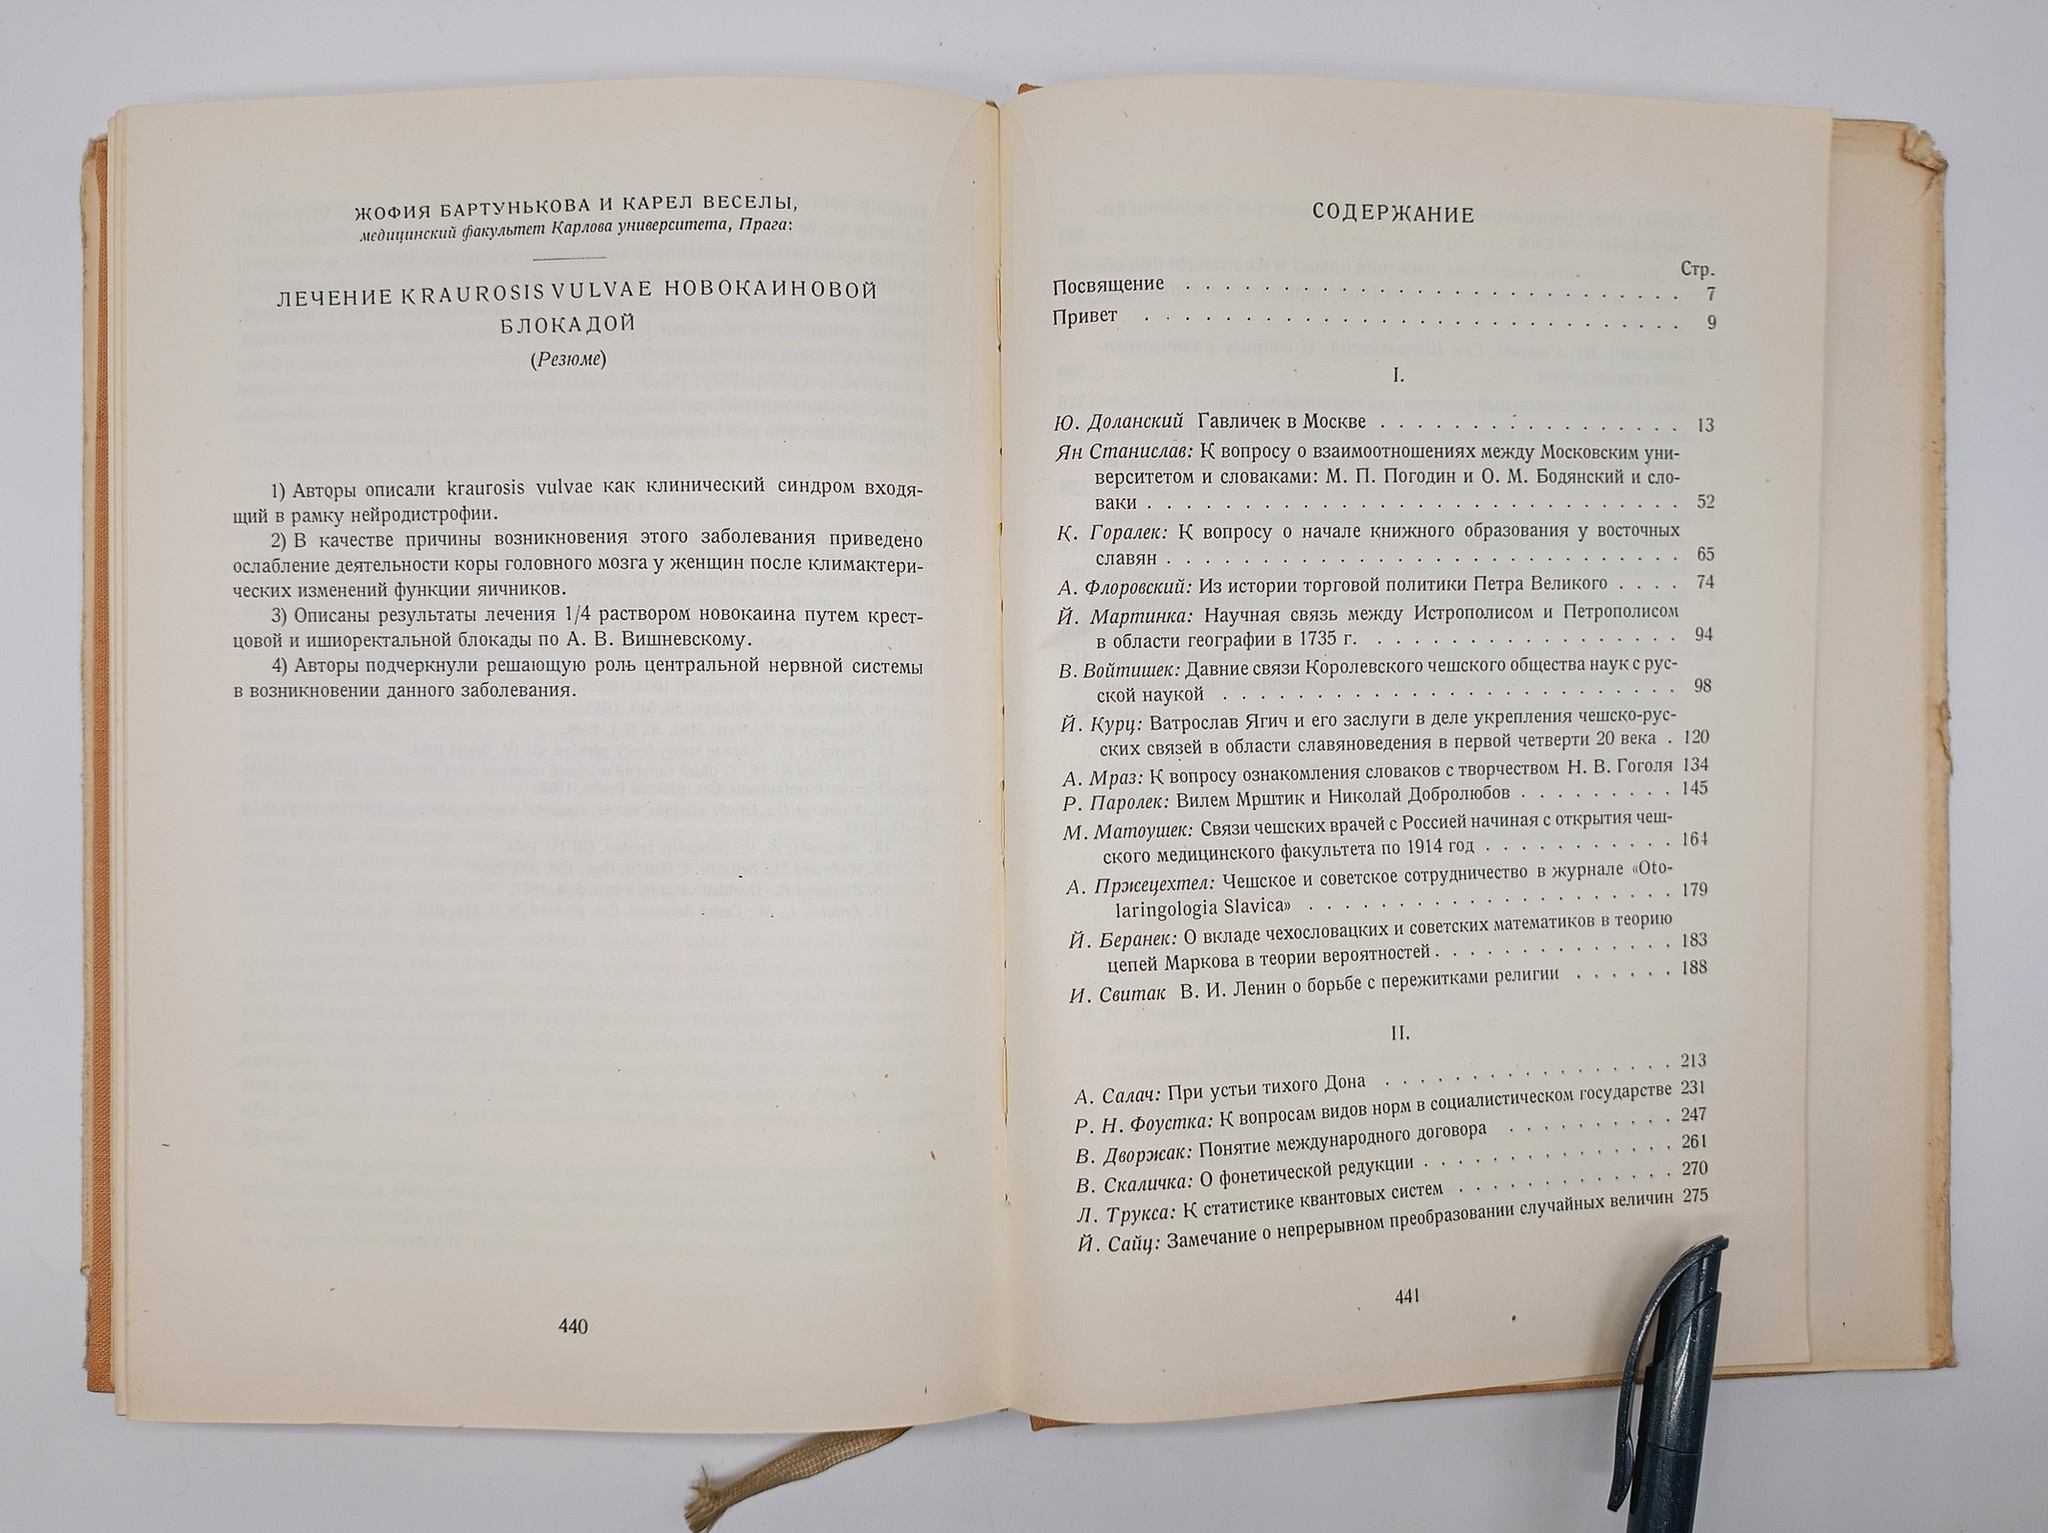 ЖОФИЯ БАРТУНЬКОВА И КАРЕЛ ВЕСЕЛЫ,
медицинский факультет Карлова университета, Прага:
ЛЕЧЕНИЕ KRAUROSIS VULVAE НОВОКАИНОВОЙ
БЛОКАДОЙ
(Резюме)
1) Авторы описали kraurosis vulvae как клинический синдром входя-
щий в рамку нейродистрофии.
2) В качестве причины возникновения этого заболевания приведено
ослабление деятельности коры головного мозга у женщин после климактери-
ческих изменений функции яичников.
3) Описаны результаты лечения 1/4 раствором новокаина путем крест-
цовой и ишиоректальной блокады по А. В. Вишневскому.
4) Авторы подчеркнули решающую роль центральной нервной системы
в возникновении данного заболевания.
440
СОДЕРЖАНИЕ
Стр.
Посвящение . . . . . . . . . . . . . . . . . . . . . . . . . . 7
Привет . . . . . . . . . . . . . . . . . . . . . . . . . . . . 9
I.
Ю. Доланский Гавличек в Москве . . . . . . . . . . . . . . . . 13
Ян Станислав: К вопросу о взаимоотношениях между Московским уни-
верситетом и словаками: М. П. Погодин и О. М. Бодянский и сло-
ваки . . . . . . . . . . . . . . . . . . . . . . . . . . . . 52
К. Горалек: К вопросу о начале книжного образования у восточных
славян . . . . . . . . . . . . . . . . . . . . . . . . . . . 65
А. Флоровский: Из истории торговой политики Петра Великого . . . . 74
Й. Мартинка: Научная связь между Истрополисом и Петрополисом
в области географии в 1735 г. . . . . . . . . . . . . . . . . 94
В. Войтишек: Давние связи Королевского чешского общества наук с рус-
ской наукой . . . . . . . . . . . . . . . . . . . . . . . . 98
Й. Курц: Ватрослав Ягич и его заслуги в деле укрепления чешско-рус-
ских связей в области славяноведения в первой четверти 20 века . 120
А. Мраз: К вопросу ознакомления словаков с творчеством Н. В. Гоголя 134
Р. Паролек: Вилем Мрштик и Николай Добролюбов . . . . . . . . . 145
М. Матоушек: Связи чешских врачей с Россией начиная с открытия чеш-
ского медицинского факультета по 1914 год . . . . . . . . . . . 164
А. Пржецехтел: Чешское и советское сотрудничество в журнале «Oto-
laringologia Slavica» . . . . . . . . . . . . . . . . . . . . 179
Й. Беранек: О вкладе чехословацких и советских математиков в теорию
цепей Маркова в теории вероятностей . . . . . . . . . . . . . 183
И. Свитак В. И. Ленин о борьбе с пережитками религии . . . . . . 188
II.
А. Салач: При устьи тихого Дона . . . . . . . . . . . . . . . . 213
Р. Н. Фоустка: К вопросам видов норм в социалистическом государстве 231
В. Дворжак: Понятие международного договора . . . . . . . . . . 247
В. Скаличка: О фонетической редукции . . . . . . . . . . . . . . 261
Л. Трукса: К статистике квантовых систем . . . . . . . . . . . . . 270
Й. Сайц: Замечание о непрерывном преобразовании случайных величин 275
441